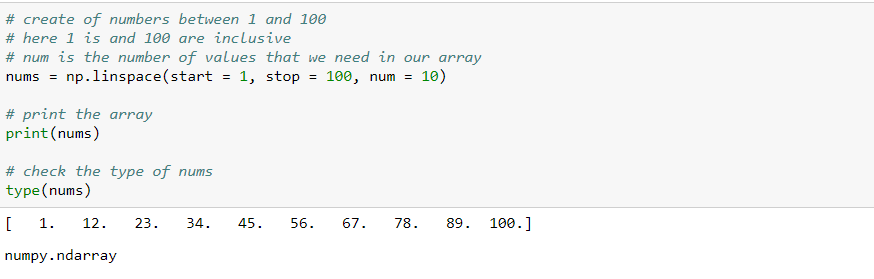 # create of numbers between 1 and 100
# here 1 is and 100 are inclusive
# num is the number of values that we need in our array
nums = np.linspace(start = 1, stop = 100, num = 10)
# print the array
print(nums)
# check the type of nums
type(nums)
[   1.   12.   23.   34.   45.   56.   67.   78.   89.  100.]
numpy.ndarray